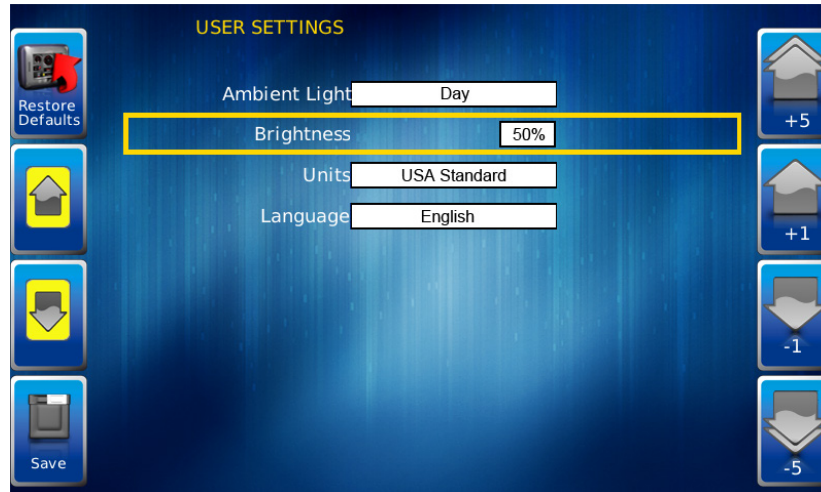 USER SETTINGS
Restore
Defaults
Ambient Light Day
+5
Brightness 50%
Units USA Standard
Language English
+1
-1
Save
-5